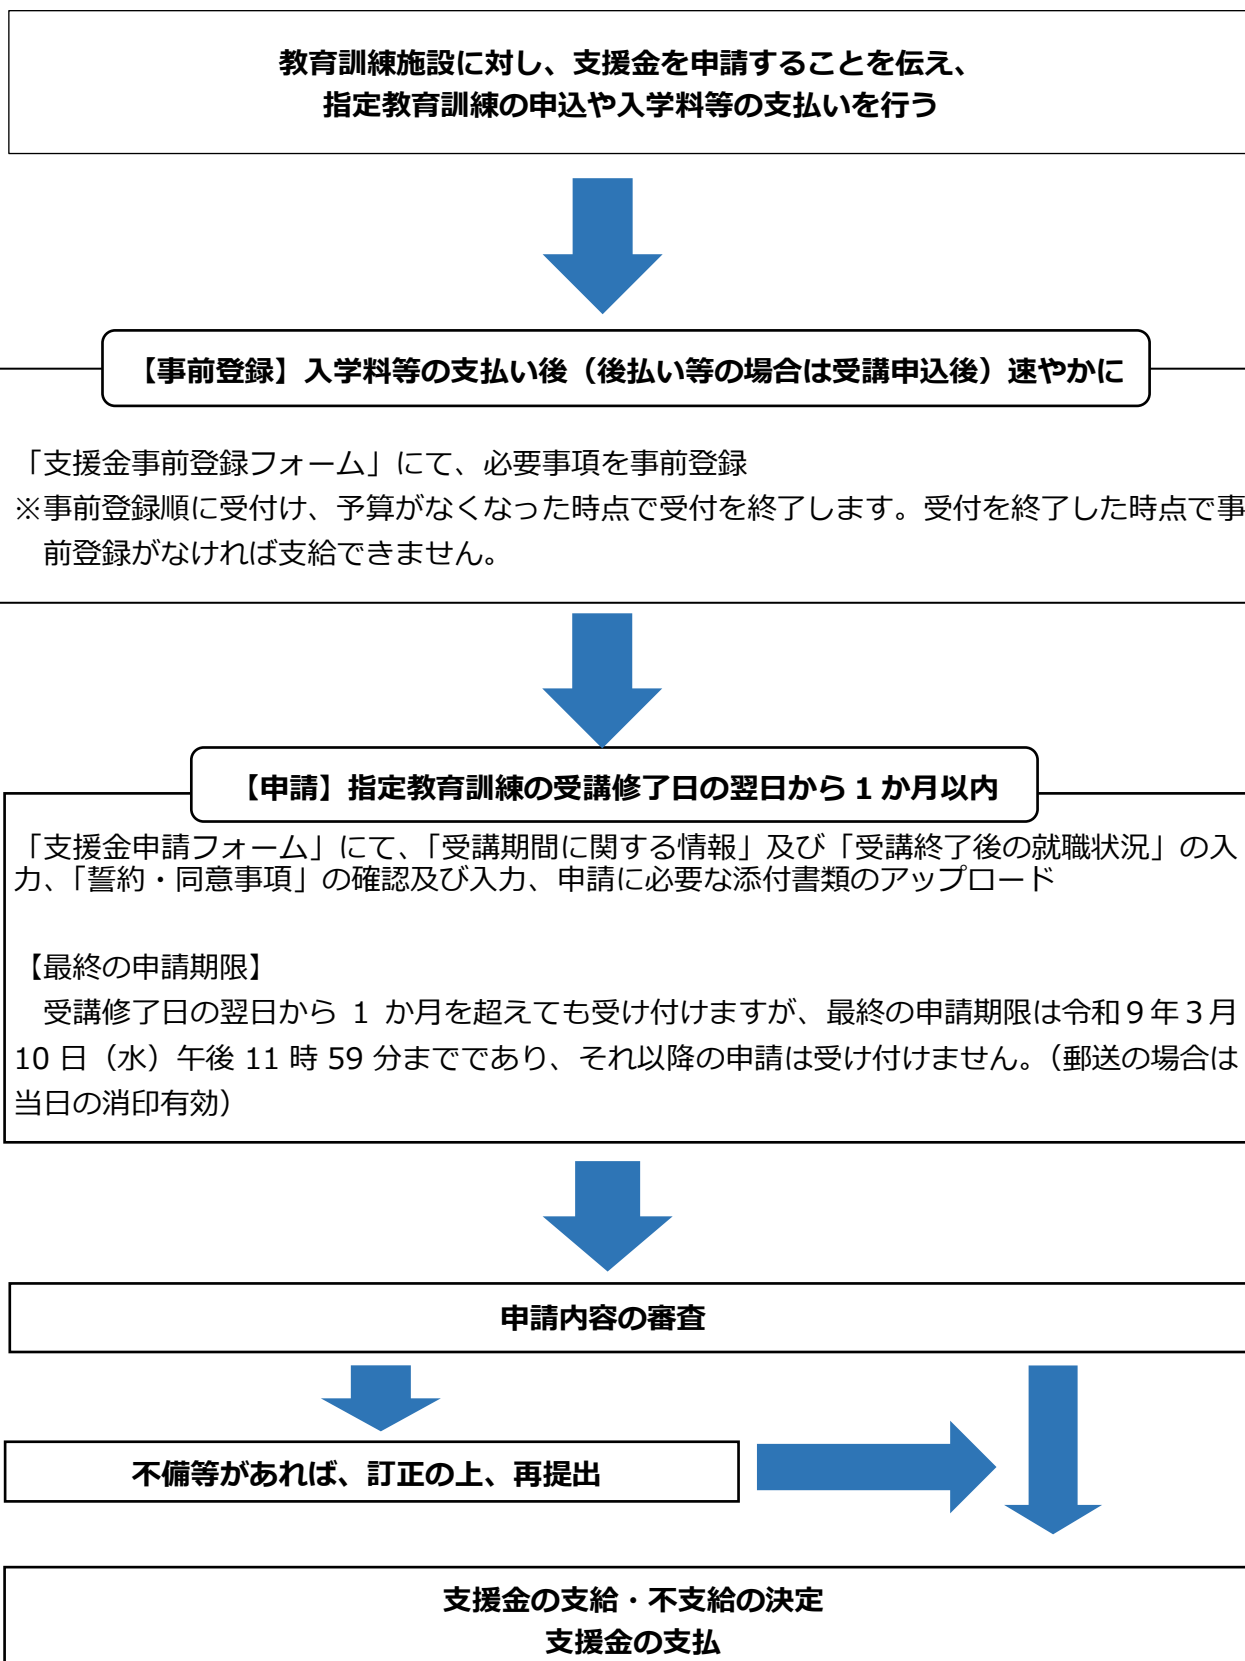 教育訓練施設に対し、支援金を申請することを伝え、
指定教育訓練の申込や入学料等の支払いを行う
【事前登録】入学料等の支払い後（後払い等の場合は受講申込後）速やかに
「支援金事前登録フォーム」にて、必要事項を事前登録
※事前登録順に受付け、予算がなくなった時点で受付を終了します。受付を終了した時点で事
前登録がなければ支給できません。
【申請】指定教育訓練の受講修了日の翌日から１か月以内
「支援金申請フォーム」にて、「受講期間に関する情報」及び「受講終了後の就職状況」の入
力、「誓約・同意事項」の確認及び入力、申請に必要な添付書類のアップロード
【最終の申請期限】
受講修了日の翌日から 1 か月を超えても受け付けますが、最終の申請期限は令和９年３月
10 日（水）午後 11 時 59 分までであり、それ以降の申請は受け付けません。（郵送の場合は
当日の消印有効）
申請内容の審査
不備等があれば、訂正の上、再提出
支援金の支給・不支給の決定
支援金の支払